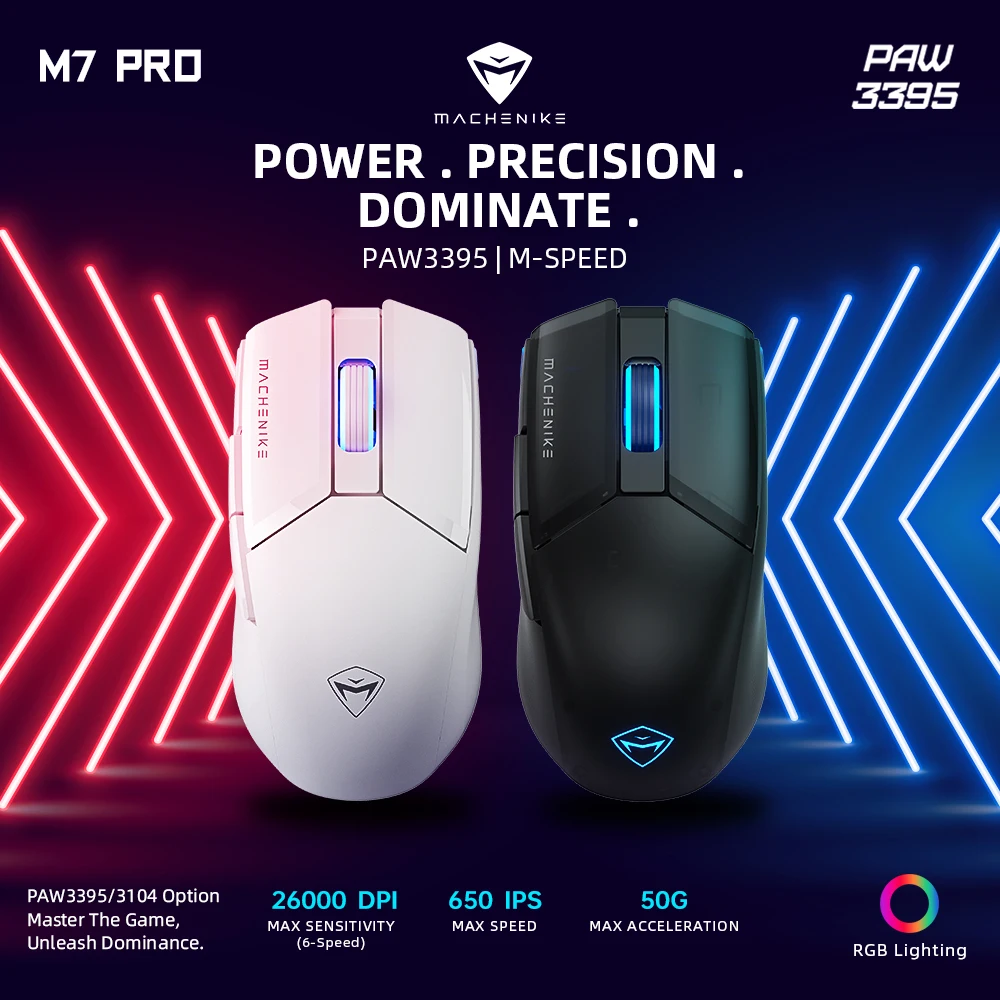 M7 PRO
MACHENIKE
PAW
3395
POWER . PRECISION .
DOMINATE .
PAW3395 | M-SPEED
MACHENIKE
MACHENIKE
PAW3395/3104 Option
Master The Game,
Unleash Dominance.
26000 DPI
MAX SENSITIVITY
(6-Speed)
650 IPS
MAX SPEED
50G
MAX ACCELERATION
RGB Lighting